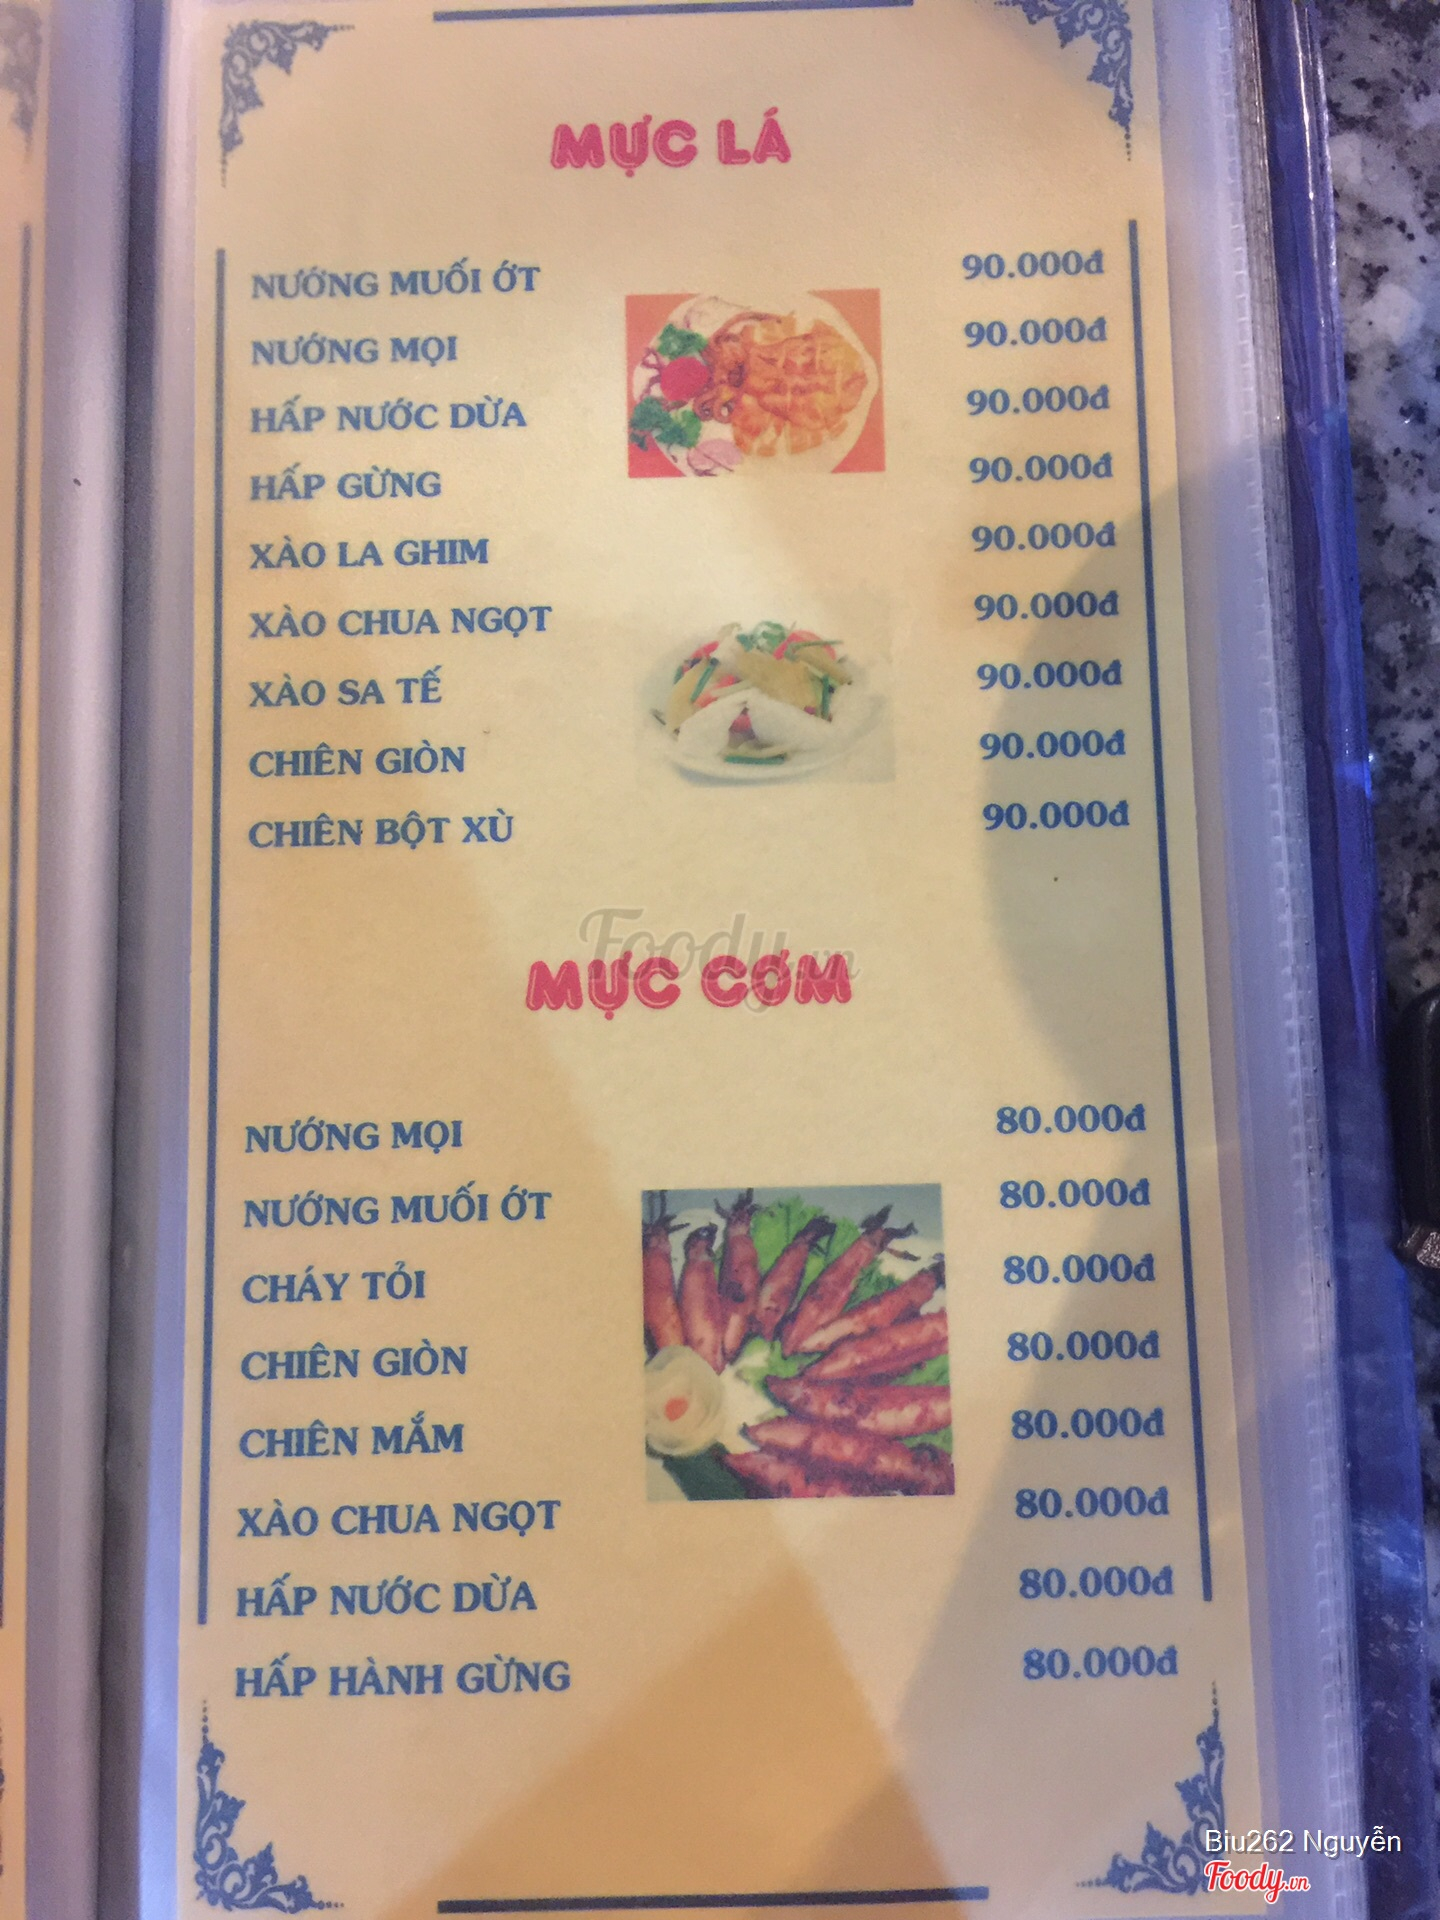 MỰC LÁ
NƯỚNG MUỐI ỚT 90.000đ
NƯỚNG MỌI 90.000đ
HẤP NƯỚC DỪA 90.000đ
HẤP GỪNG 90.000đ
XÀO LA GHIM 90.000đ
XÀO CHUA NGỌT 90.000đ
XÀO SA TẾ 90.000đ
CHIÊN GIÒN 90.000đ
CHIÊN BỘT XÙ 90.000đ
Foody.vn
MỰC CƠM
NƯỚNG MỌI 80.000đ
NƯỚNG MUỐI ỚT 80.000đ
CHÁY TỎI 80.000đ
CHIÊN GIÒN 80.000đ
CHIÊN MẮM 80.000đ
XÀO CHUA NGỌT 80.000đ
HẤP NƯỚC DỪA 80.000đ
HẤP HÀNH GỪNG 80.000đ
Biu262 Nguyễn
Foody.vn